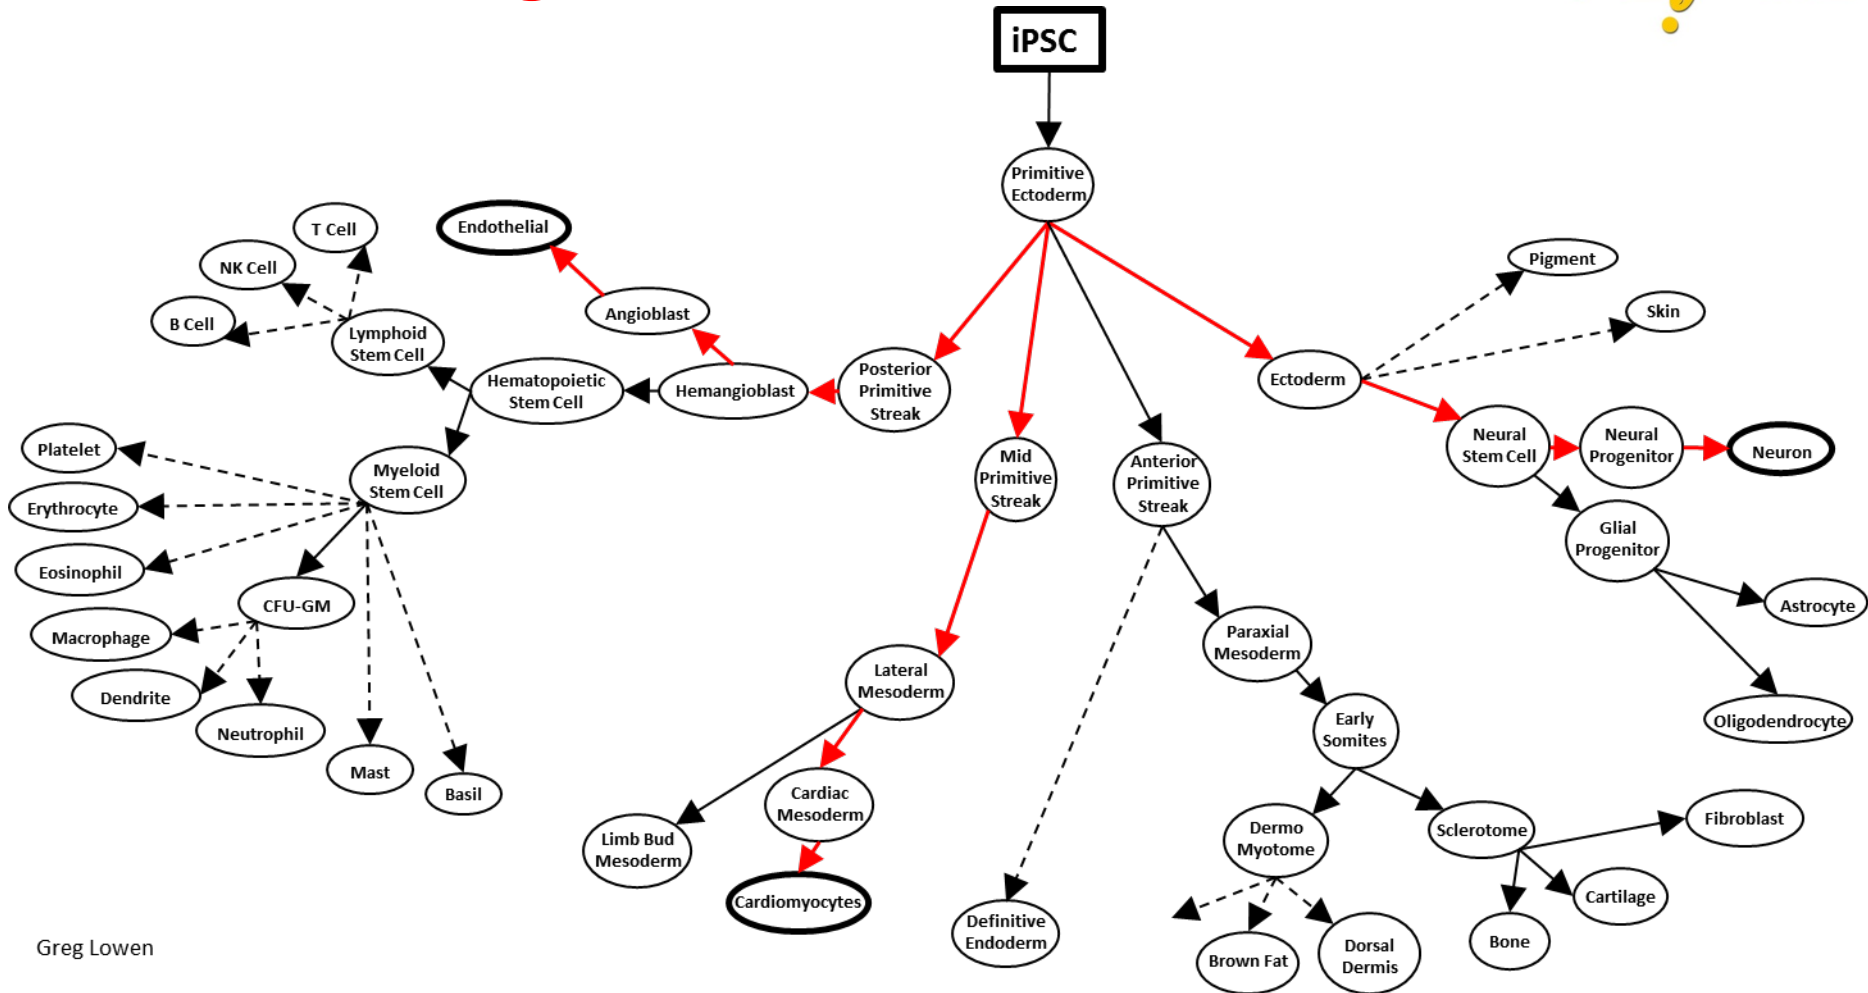 iPSC
Primitive
Ectoderm
T Cell
Endothelial
NK Cell
Pigment
B Cell
Angioblast
Skin
Lymphoid
Stem Cell
Hematopoietic
Stem Cell
Hemangioblast
Posterior
Primitive
Streak
Ectoderm
Platelet
Myeloid
Stem Cell
Mid
Primitive
Streak
Anterior
Primitive
Streak
Neural
Stem Cell
Neural
Progenitor
Neuron
Erythrocyte
Glial
Progenitor
Eosinophil
CFU-GM
Astrocyte
Macrophage
Paraxial
Mesoderm
Dendrite
Lateral
Mesoderm
Neutrophil
Early
Somites
Oligodendrocyte
Mast
Basil
Cardiac
Mesoderm
Limb Bud
Mesoderm
Dermo
Myotome
Sclerotome
Fibroblast
Cardiomyocytes
Cartilage
Definitive
Endoderm
Brown Fat
Dorsal
Dermis
Bone
Greg Lowen